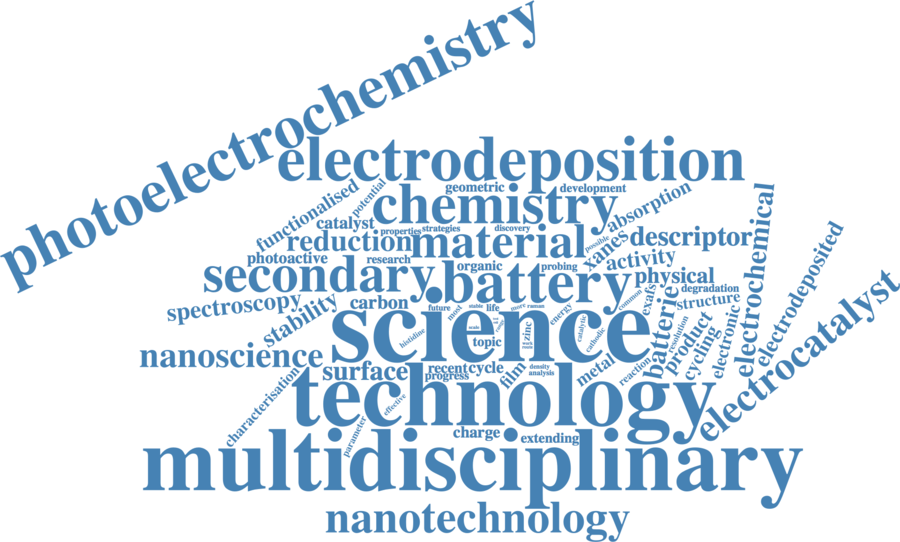 photoelectrochemistry
electrodeposition
functionalised
potential
geometric
development
chemistry
absorption
catalyst
properties
strategies
discovery
possible
reduction
material
xanes
descriptor
electrochemical
electrodeposited
photoactive
research
organic
probing
activity
secondary
battery
physical
degradation
spectroscopy
stability
carbon
future
most
stable
life
more
raman
energy
common
exafs
structure
science
histidine
scale
topic
zinc
catalytic
cathodic
batterie
product
evolution
cycling
electronic
electrocatalyst
nanoscience
surface
recent
cycle
progress
film
density
analysis
metal
reaction
technology
characterisation
effective
parameter
charge
extending
multidisciplinary
nanotechnology